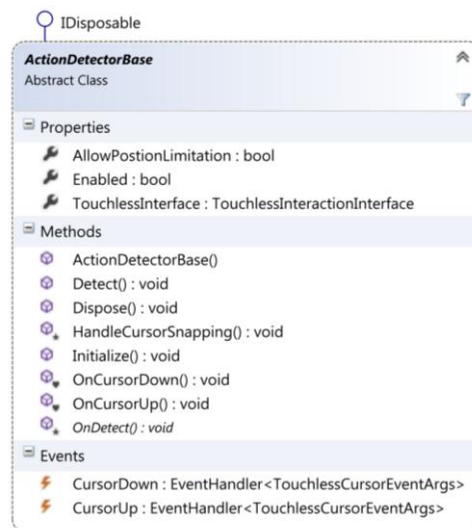 IDisposable
ActionDetectorBase
Abstract Class
Properties
AllowPostionLimitation : bool
Enabled : bool
TouchlessInterface : TouchlessInteractionInterface
Methods
ActionDetectorBase()
Detect() : void
Dispose() : void
HandleCursorSnapping() : void
Initialize() : void
OnCursorDown() : void
OnCursorUp() : void
OnDetect() : void
Events
CursorDown : EventHandler<TouchlessCursorEventArgs>
CursorUp : EventHandler<TouchlessCursorEventArgs>